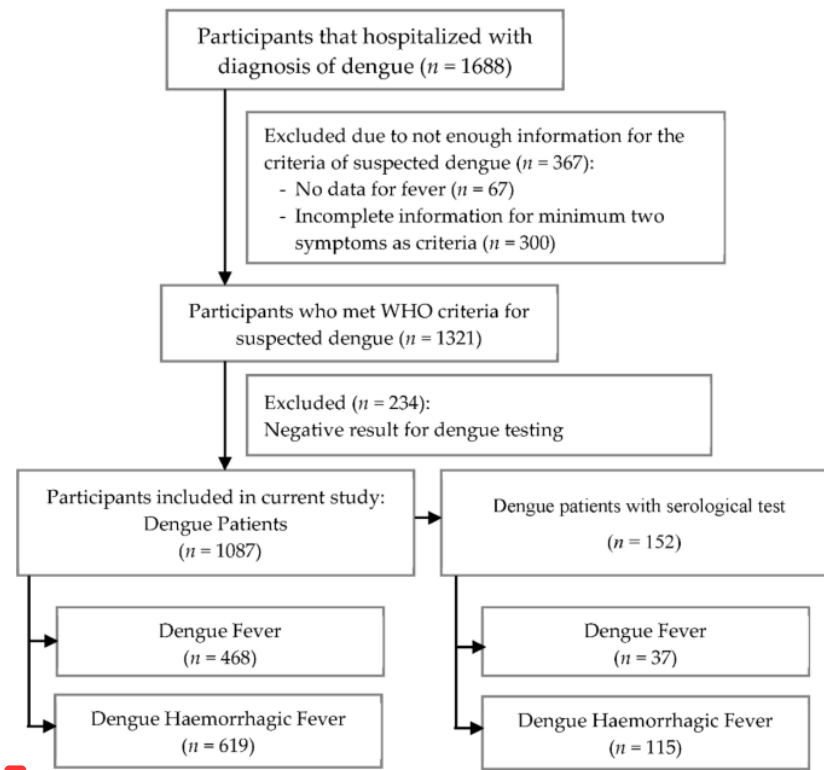 Participants that hospitalized with
diagnosis of dengue (n = 1688)
Excluded due to not enough information for the
criteria of suspected dengue (n = 367):
- No data for fever (n = 67)
- Incomplete information for minimum two
symptoms as criteria (n = 300)
Participants who met WHO criteria for
suspected dengue (n = 1321)
Excluded (n = 234):
Negative result for dengue testing
Participants included in current study:
Dengue Patients
(n = 1087)
Dengue patients with serological test
(n = 152)
Dengue Fever
(n = 468)
Dengue Haemorrhagic Fever
(n = 619)
Dengue Fever
(n = 37)
Dengue Haemorrhagic Fever
(n = 115)